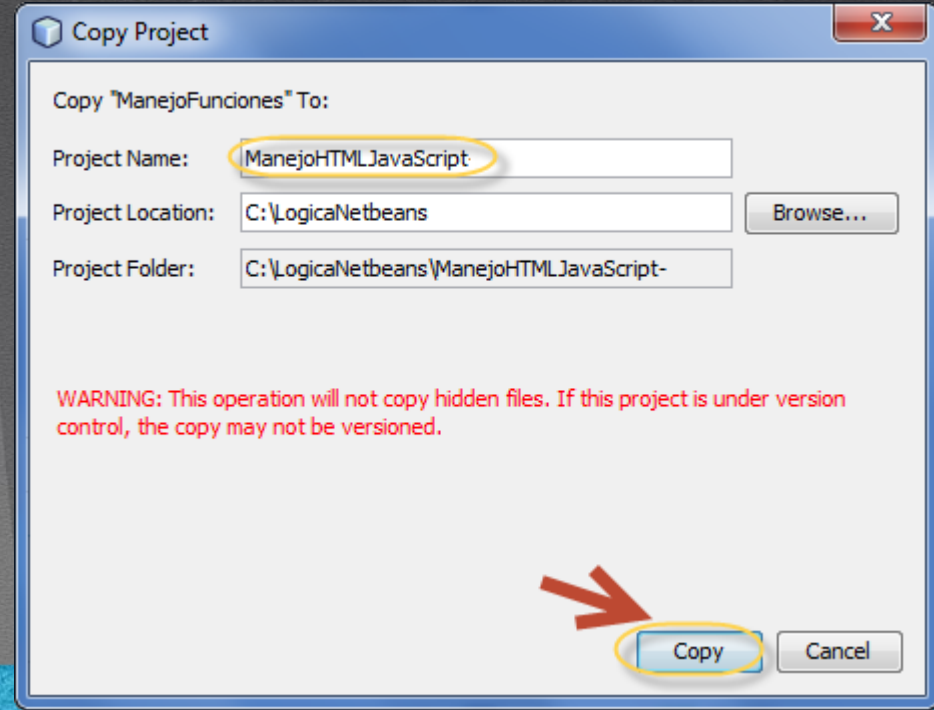 Copy Project
Copy "ManejoFunciones" To:
Project Name: ManejoHTMLJavaScript
Project Location: C:\LogicaNetbeans Browse...
Project Folder: C:\LogicaNetbeans\ManejoHTMLJavaScript-
WARNING: This operation will not copy hidden files. If this project is under version
control, the copy may not be versioned.
Copy Cancel